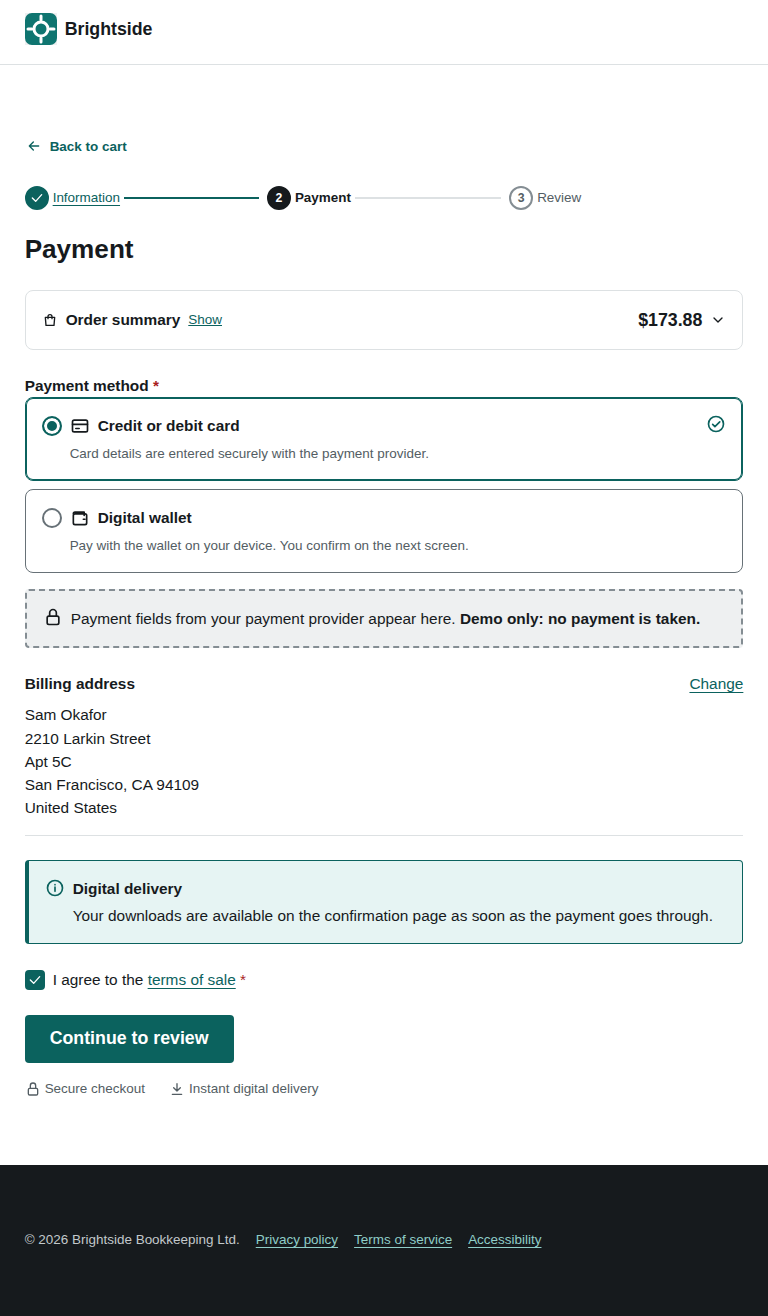 Brightside
Back to cart
Information
2 Payment
3 Review
Payment
Order summary Show $173.88
Payment method *
Credit or debit card
Card details are entered securely with the payment provider.
Digital wallet
Pay with the wallet on your device. You confirm on the next screen.
Payment fields from your payment provider appear here. Demo only: no payment is taken.
Billing address Change
Sam Okafor
2210 Larkin Street
Apt 5C
San Francisco, CA 94109
United States
Digital delivery
Your downloads are available on the confirmation page as soon as the payment goes through.
I agree to the terms of sale *
Continue to review
Secure checkout Instant digital delivery
© 2026 Brightside Bookkeeping Ltd. Privacy policy Terms of service Accessibility